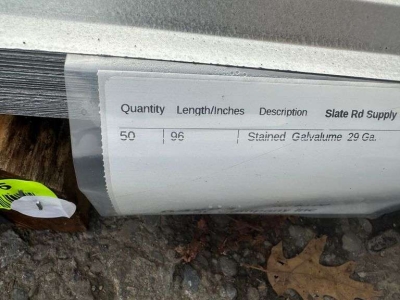 Quantity Length/Inches Description Slate Rd Supply
50 96 Stained Galvalume 29 Ga.